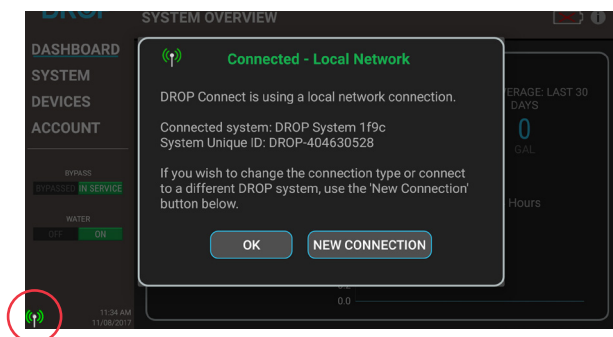 DROP
SYSTEM OVERVIEW
DASHBOARD
SYSTEM
DEVICES
ACCOUNT
BYPASS
BYPASSED IN SERVICE
WATER
OFF ON
11:34 AM
11/08/2017
Connected - Local Network
DROP Connect is using a local network connection.
Connected system: DROP System 1f9c
System Unique ID: DROP-404630528
If you wish to change the connection type or connect
to a different DROP system, use the 'New Connection'
button below.
OK
NEW CONNECTION
ERAGE: LAST 30
DAYS
0
GAL
Hours
0.0